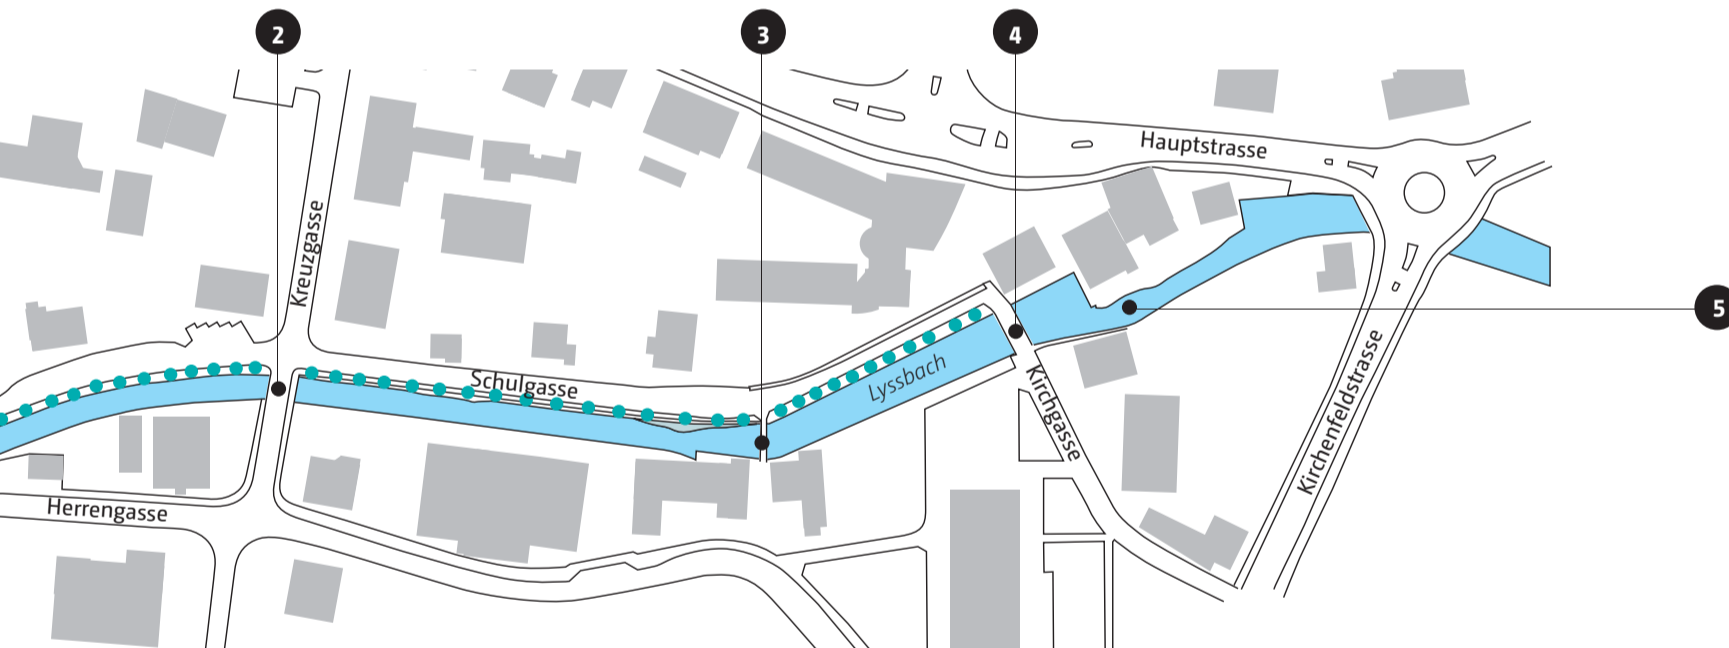 2
3
4
Hauptstrasse
Kreuzgasse
5
Schulgasse
Lyssbach
Kirchgasse
Kirchenfeldstrasse
Herrengasse